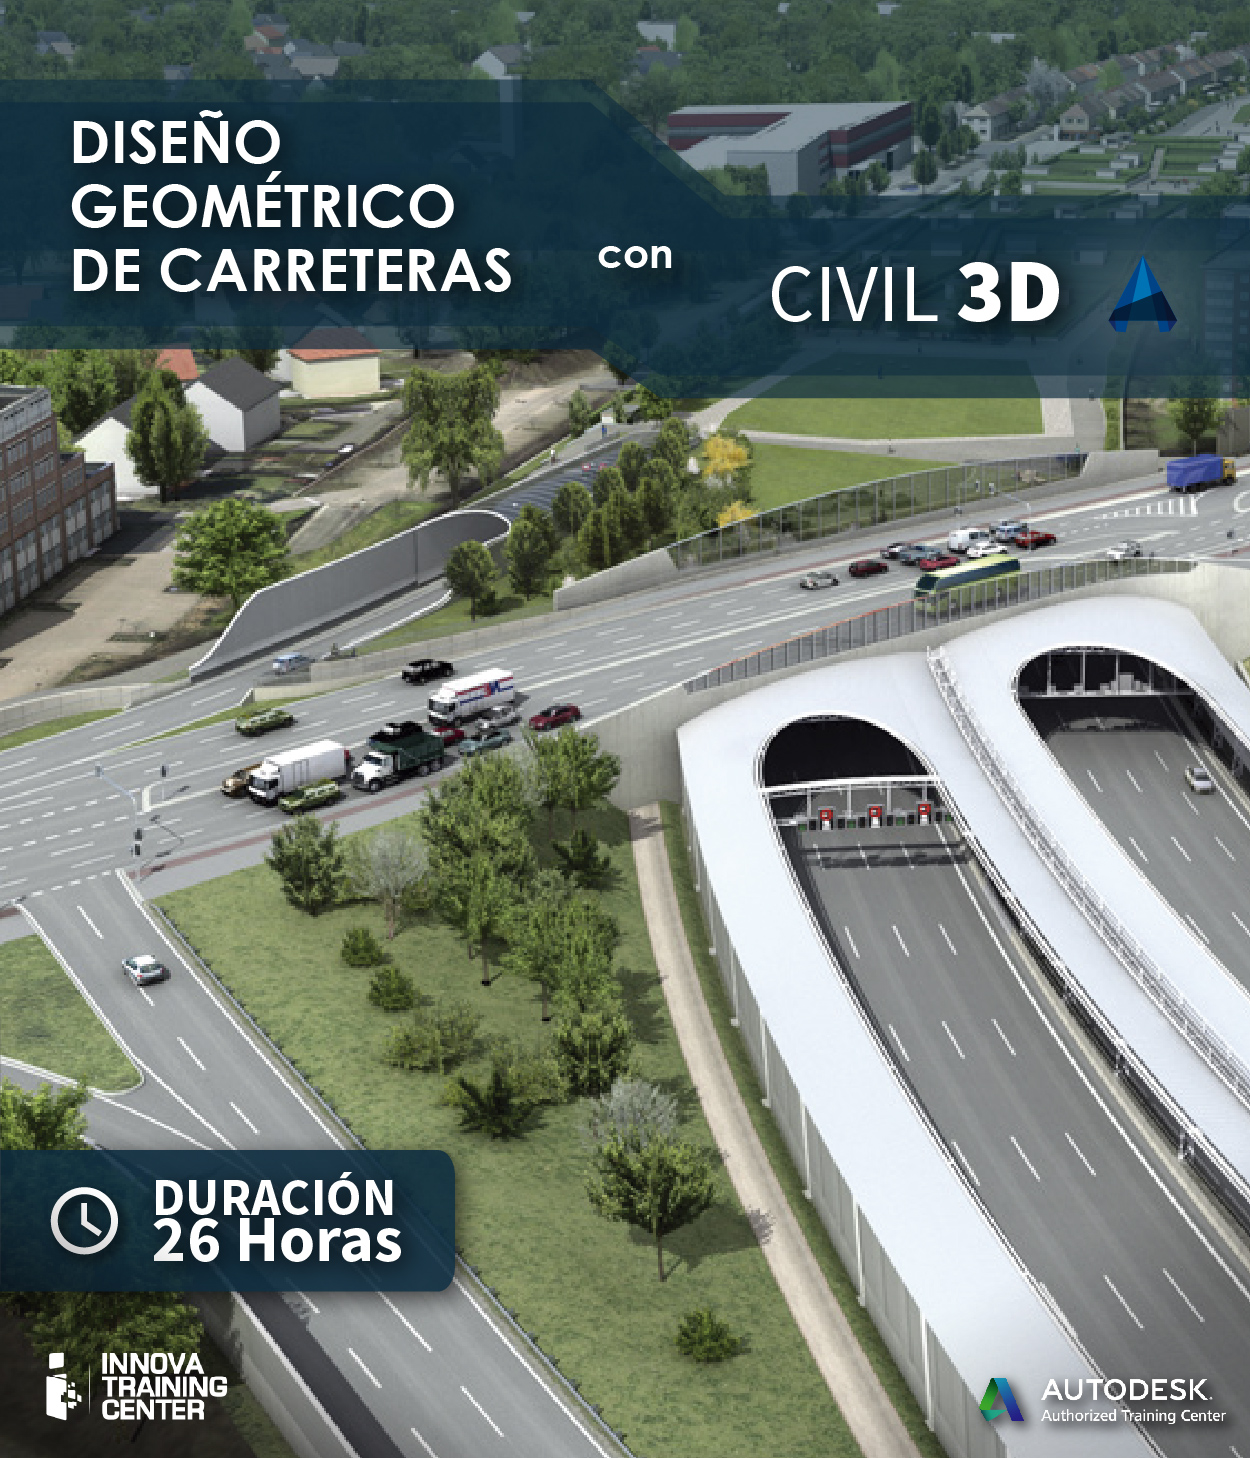 DISEÑO
GEOMÉTRICO
DE CARRETERAS
con
CIVIL 3D
DURACIÓN
26 Horas
INNOVA
TRAINING
CENTER
AUTODESK.
Authorized Training Center